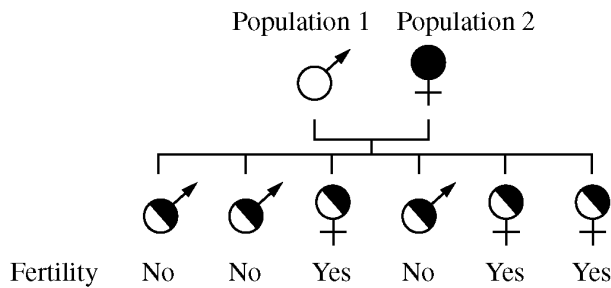 Population 1 Population 2
Fertility No No Yes No Yes Yes